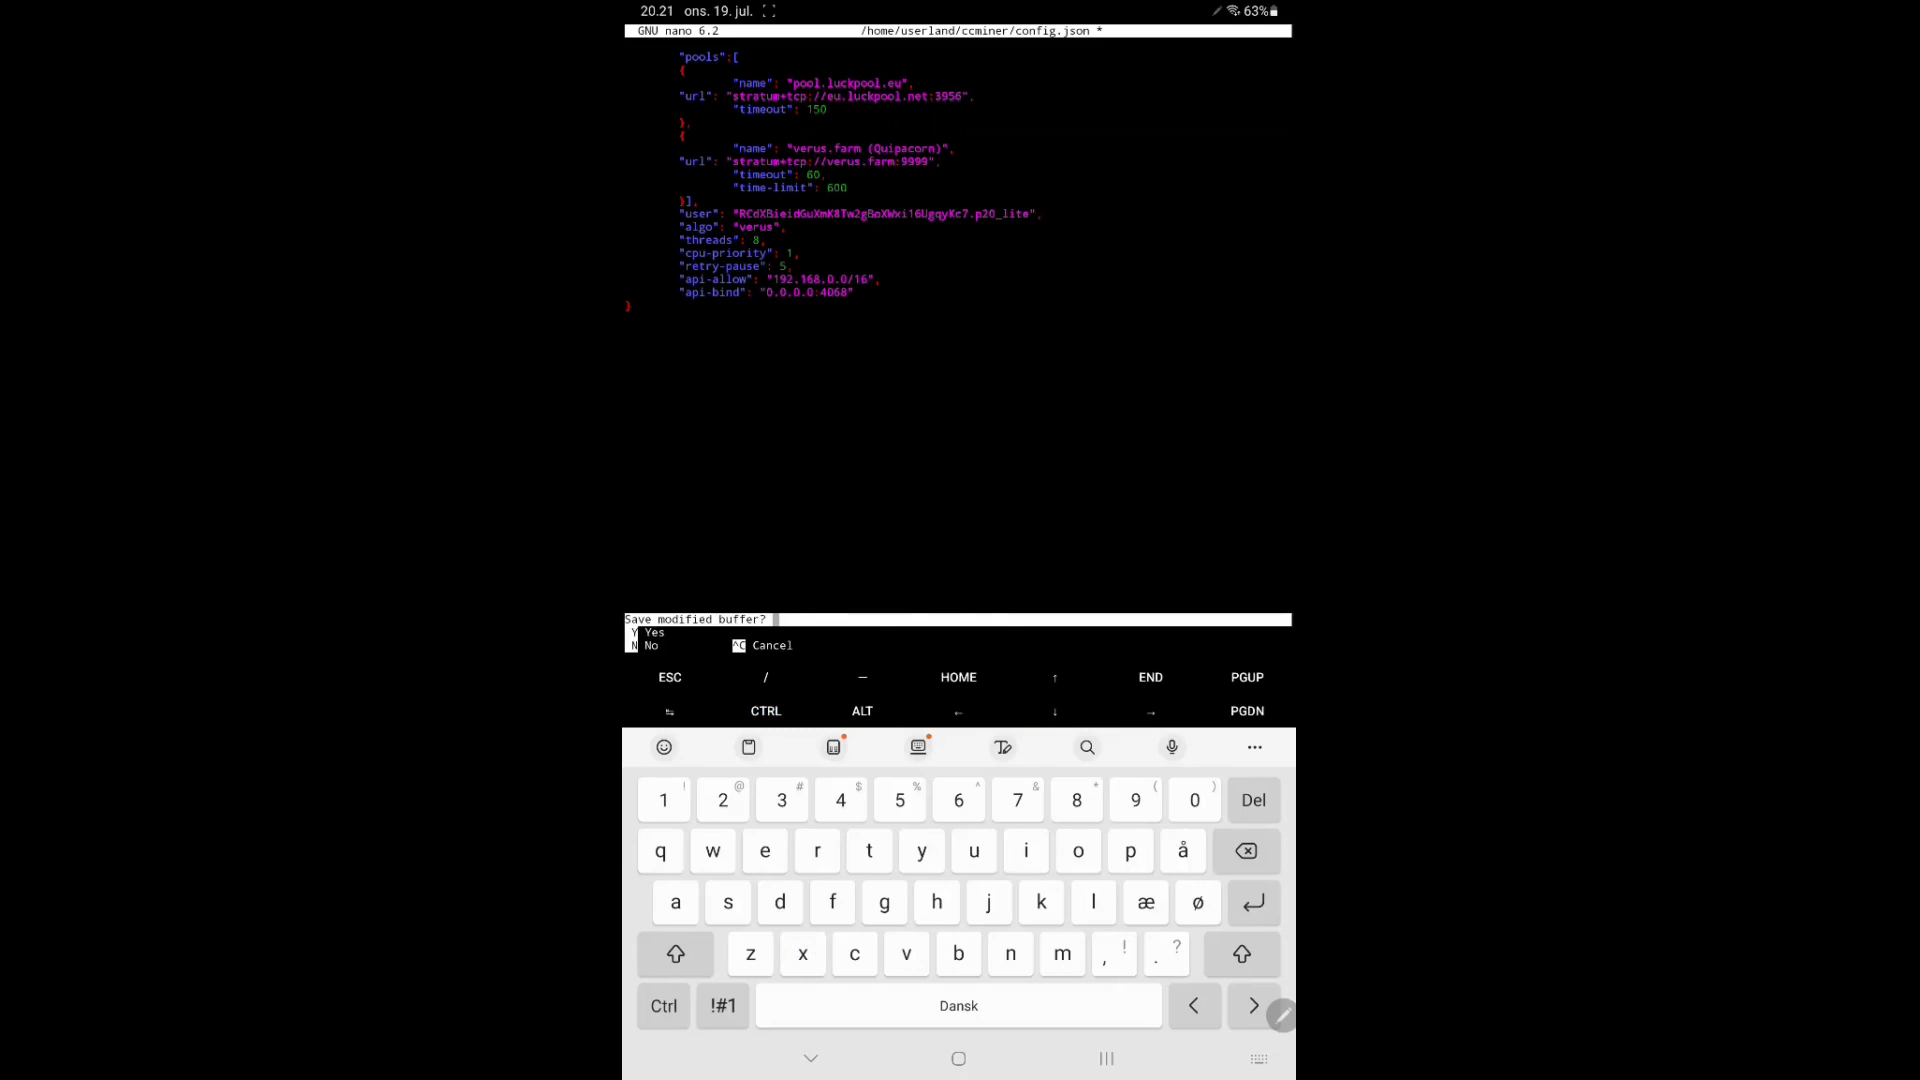 20.21 ons. 19. jul. 63%
GNU nano 6.2 /home/userland/ccminer/config.json *
"pools":[
{
"name": "pool.luckpool.eu",
"url": "stratum+tcp://eu.luckpool.net:3956",
"timeout": 150
},
{
"name": "verus.farm (Quipacorn)",
"url": "stratum+tcp://verus.farm:9999",
"timeout": 60,
"time-limit": 600
}],
"user": "RCdXBieidGuXmK8Tw2gBoXWxi16UgqyKc7.p20_lite",
"algo": "verus",
"threads": 8,
"cpu-priority": 1,
"retry-pause": 5,
"api-allow": "192.168.0.0/16",
"api-bind": "0.0.0.0:4068"
}
Save modified buffer?
Y Yes
N No ^C Cancel
ESC / — HOME ↑ END PGUP
⇆ CTRL ALT ← ↓ → PGDN
1 ! 2 @ 3 # 4 $ 5 % 6 ^ 7 & 8 * 9 ( 0 ) Del
q w e r t y u i o p å
a s d f g h j k l æ ø
z x c v b n m , ! . ?
Ctrl !#1 Dansk < >